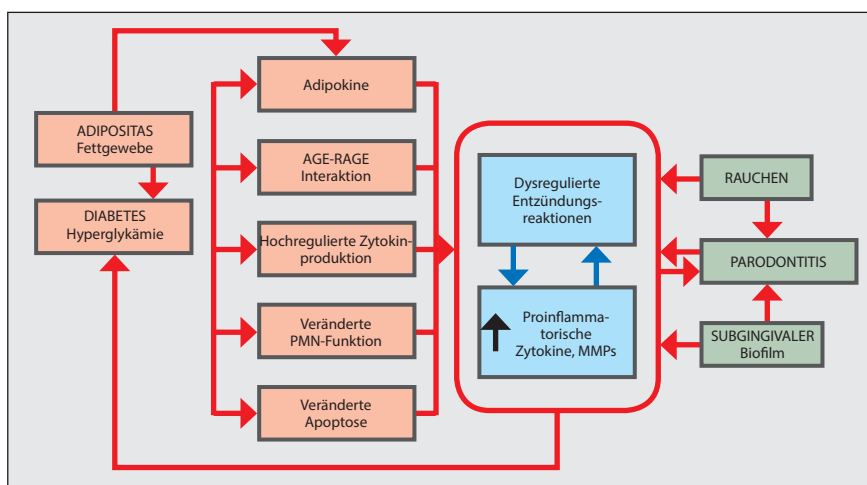 ADIPOSITAS
Fettgewebe
DIABETES
Hyperglykämie
Adipokine
AGE-RAGE
Interaktion
Hochregulierte Zytokin-
produktion
Veränderte
PMN-Funktion
Veränderte
Apoptose
Dysregulierte
Entzündungs-
reaktionen
Proinflamma-
torische
Zytokine, MMPs
RAUCHEN
PARODONTITIS
SUBGINGIVALER
Biofilm